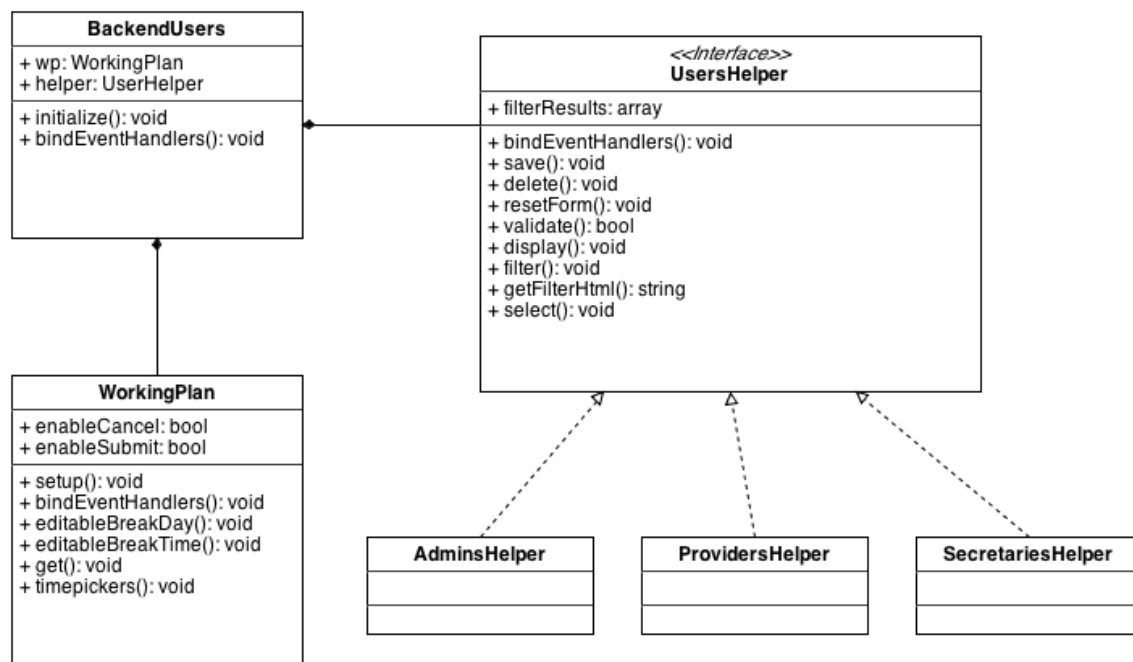 BackendUsers
+ wp: WorkingPlan
+ helper: UserHelper
+ initialize(): void
+ bindEventHandlers(): void
<<Interface>>
UsersHelper
+ filterResults: array
+ bindEventHandlers(): void
+ save(): void
+ delete(): void
+ resetForm(): void
+ validate(): bool
+ display(): void
+ filter(): void
+ getFilterHtml(): string
+ select(): void
WorkingPlan
+ enableCancel: bool
+ enableSubmit: bool
+ setup(): void
+ bindEventHandlers(): void
+ editableBreakDay(): void
+ editableBreakTime(): void
+ get(): void
+ timepickers(): void
AdminsHelper
ProvidersHelper
SecretariesHelper